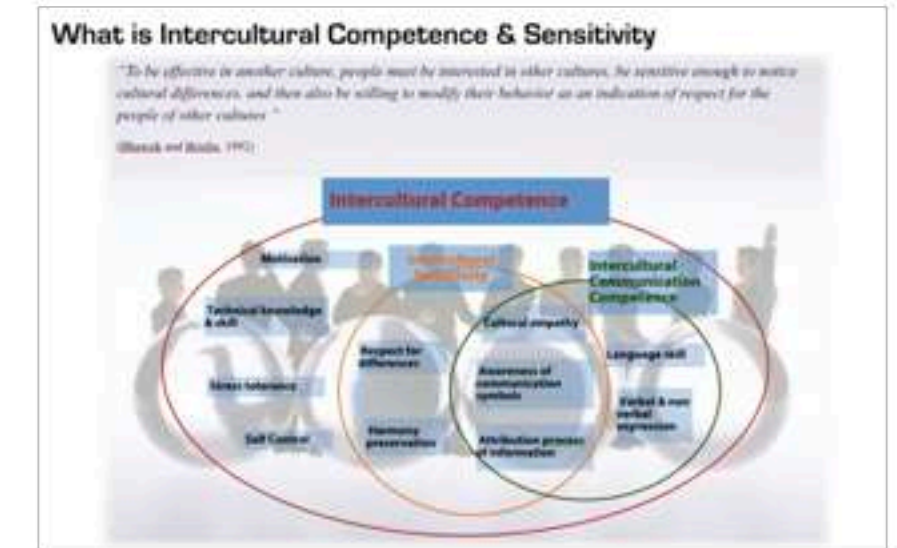 What is Intercultural Competence & Sensitivity
"To be effective in another culture, people must be interested in other cultures, be sensitive enough to notice
cultural differences, and then also be willing to modify their behavior as an indication of respect for the
people of other cultures "
and 1992)
Intercultural Competence
Motivation
Intercultural
Sensitivity
Intercultural
Communication
Competence
Technical knowledge
& skill
Cultural empathy
Respect for
differences
Language skill
Awareness of
communication
symbols
Stress tolerance
Verbal & non
verbal
expression
Self Control
Harmony
preservation
Attribution process
of information